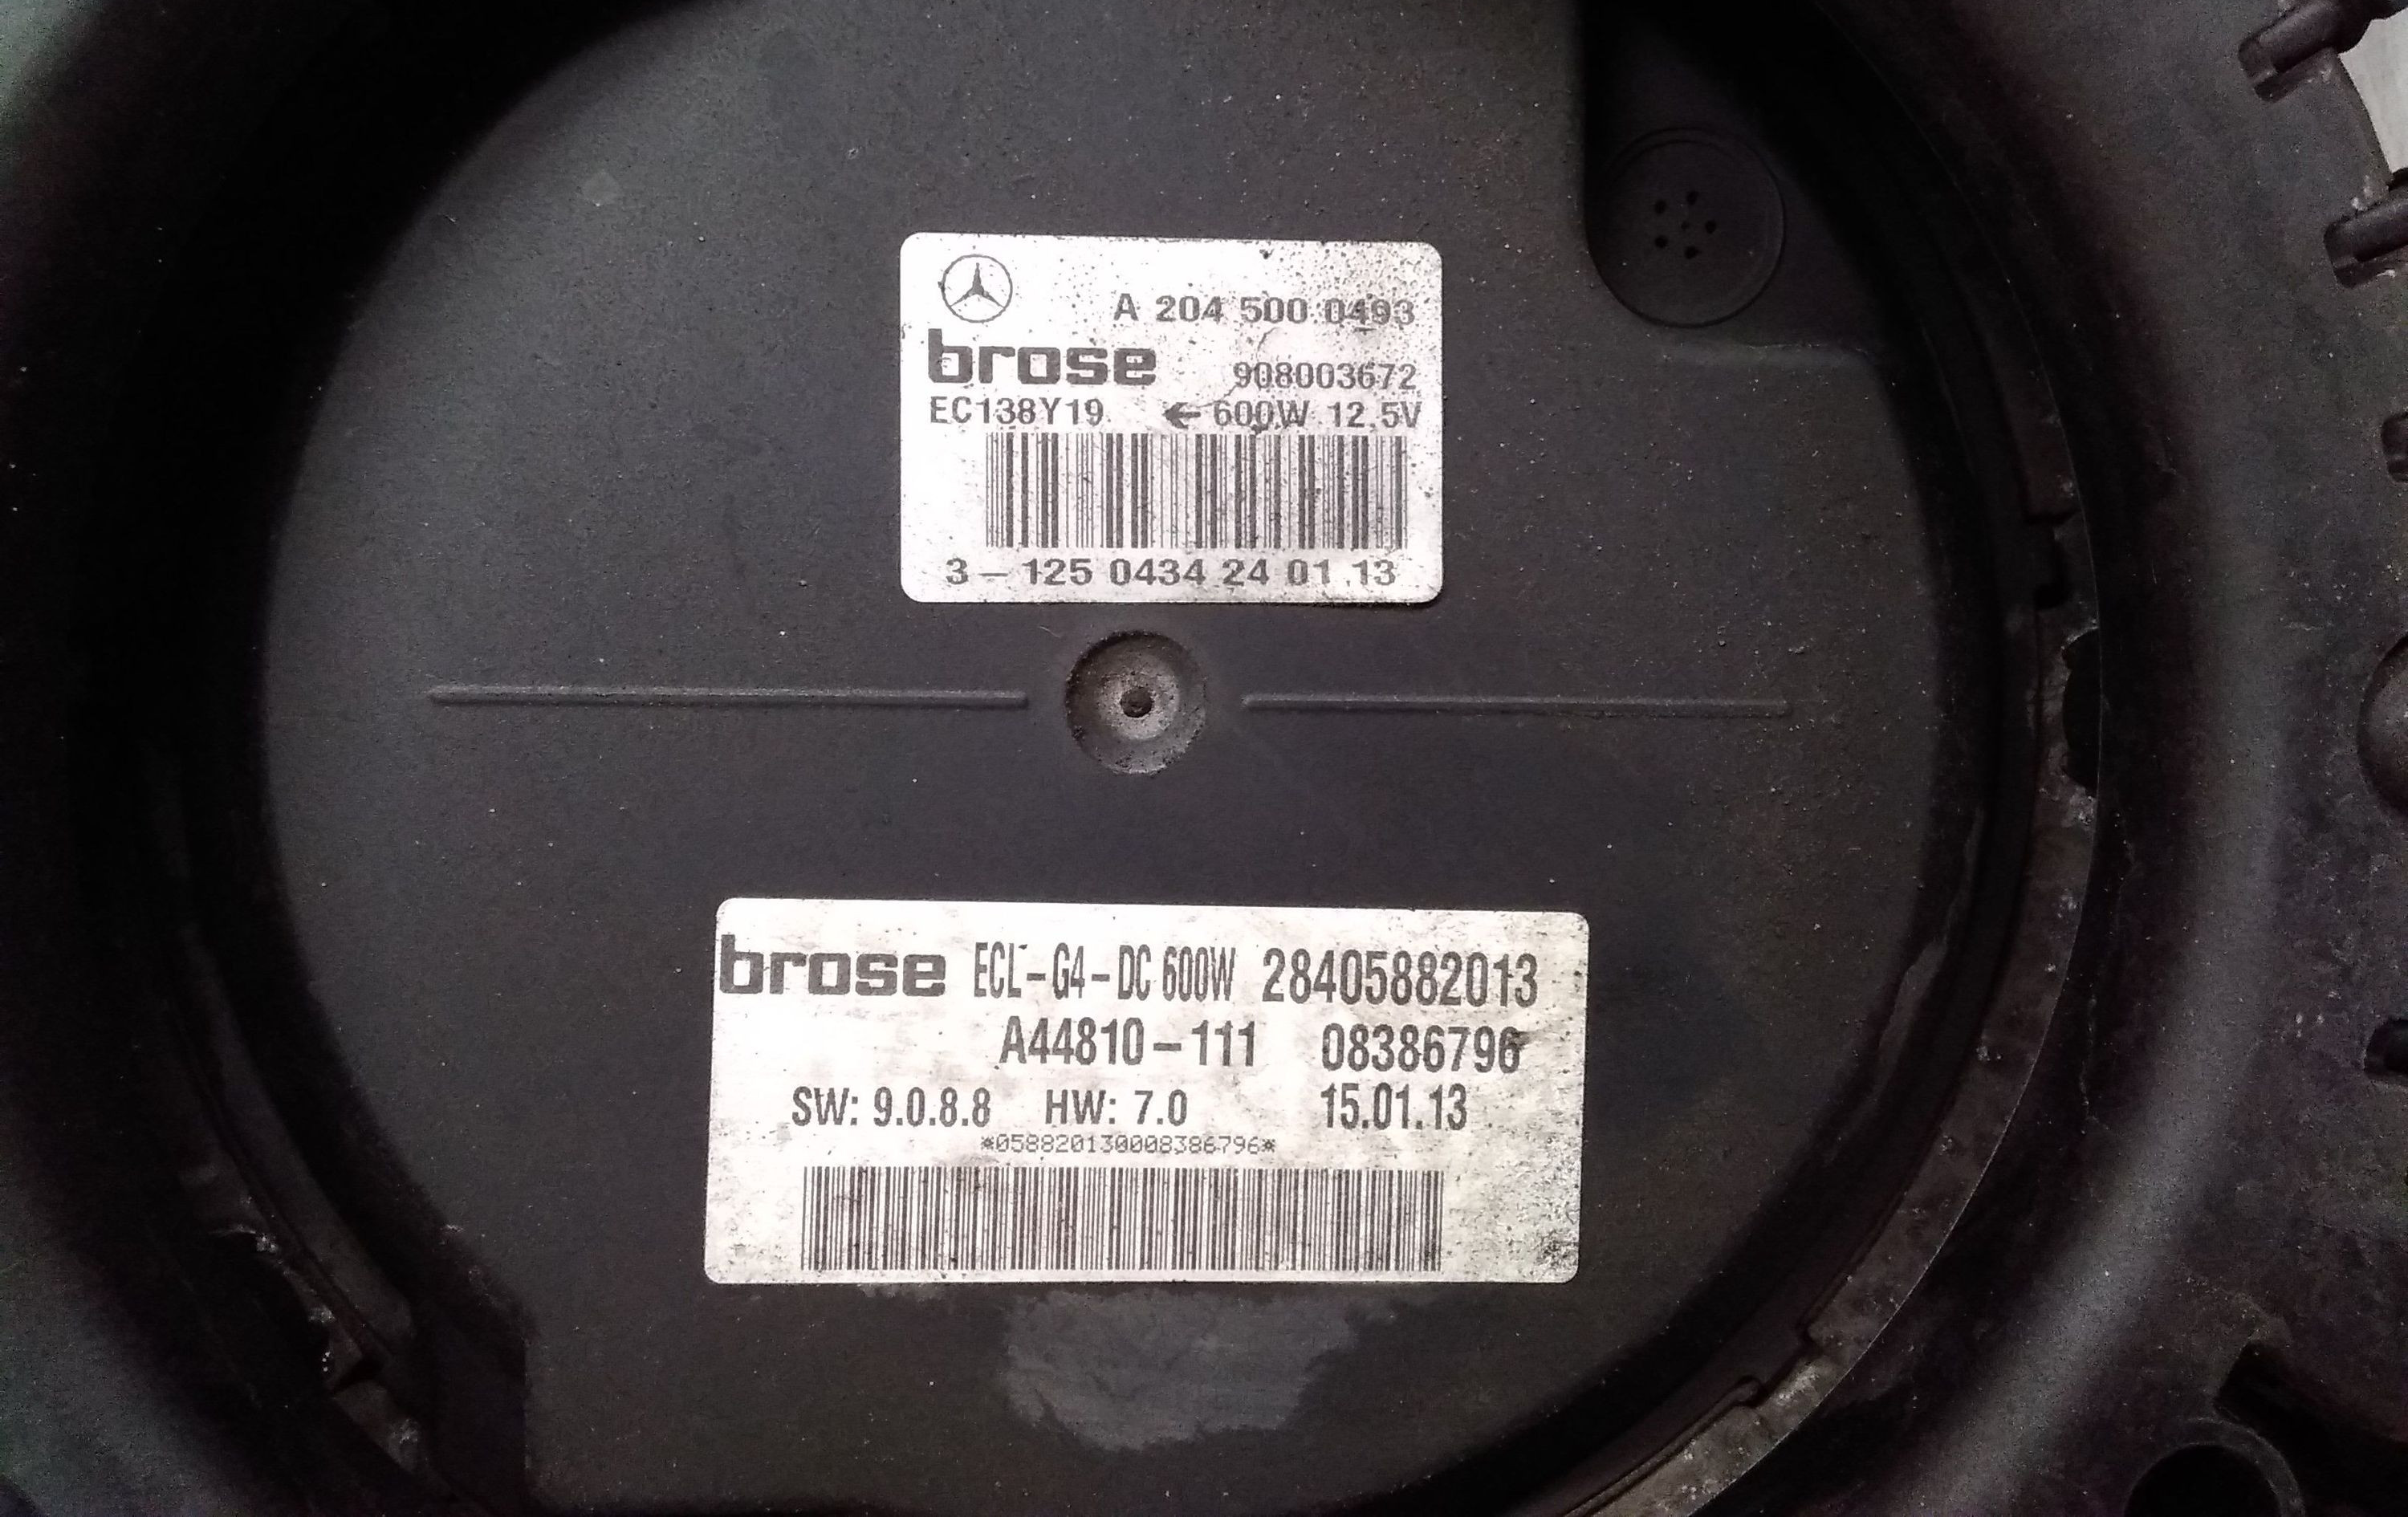 A 204 500 0493
brose 908003672
EC138Y19 ← 600W 12,5V
3-125 0434 24 01 13
brose ECL-G4-DC 600W 28405882013
A44810-111 08386796
SW: 9.0.8.8 HW: 7.0 15.01.13
*058820130008386796*